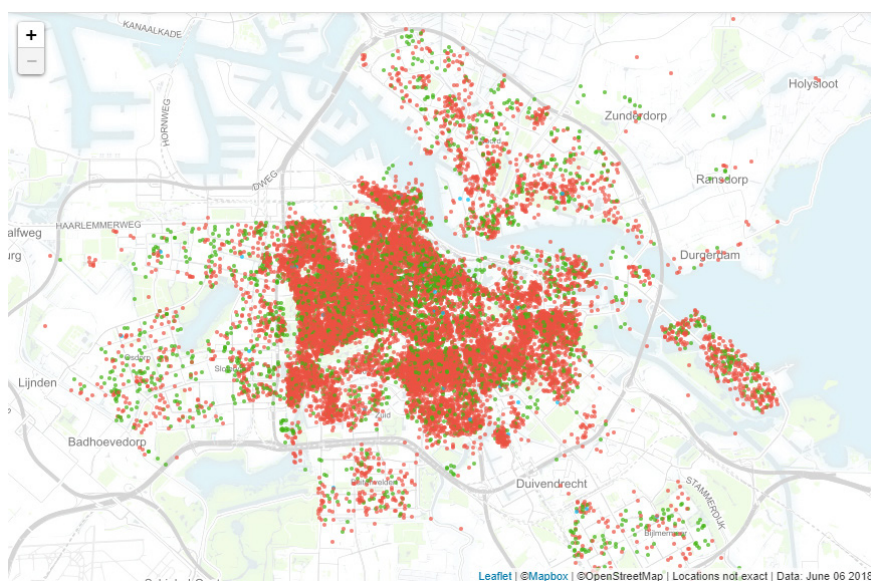 +
−
KANAALKADE
HORNWEG
DWEG
HAARLEMMERWEG
alfweg
urg
Holysloot
Zunderdorp
Ransdorp
Durgerdam
Osdorp
Lijnden
Badhoevedorp
Duivendrecht
STAMMERDIJK
Bijlmermeer
Leaflet | ©Mapbox | ©OpenStreetMap | Locations not exact | Data: June 06 2018